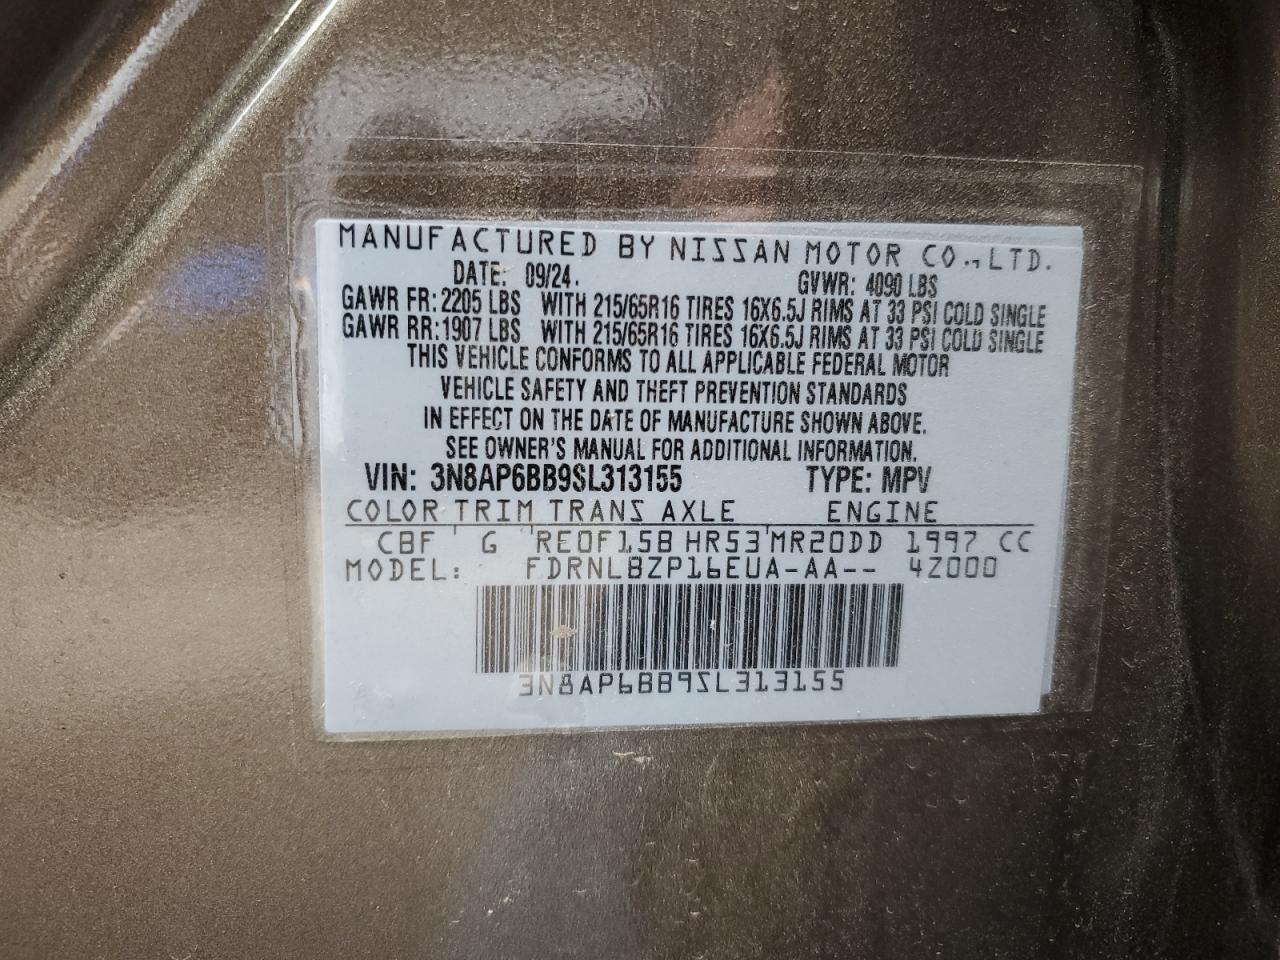 MANUFACTURED BY NISSAN MOTOR CO., LTD.
DATE: 09/24. GVWR: 4090 LBS
GAWR FR: 2205 LBS WITH 215/65R16 TIRES 16X6.5J RIMS AT 33 PSI COLD SINGLE
GAWR RR: 1907 LBS WITH 215/65R16 TIRES 16X6.5J RIMS AT 33 PSI COLD SINGLE
THIS VEHICLE CONFORMS TO ALL APPLICABLE FEDERAL MOTOR
VEHICLE SAFETY AND THEFT PREVENTION STANDARDS
IN EFFECT ON THE DATE OF MANUFACTURE SHOWN ABOVE.
SEE OWNER'S MANUAL FOR ADDITIONAL INFORMATION.
VIN: 3N8AP6BB9SL313155 TYPE: MPV
COLOR TRIM TRANS AXLE ENGINE
CBF ' G RE0F15B HR53'MR20DD 1997 CC
MODEL: FDRNLBZP16EUA-AA-- 4Z000
3N8AP6BB9SL313155